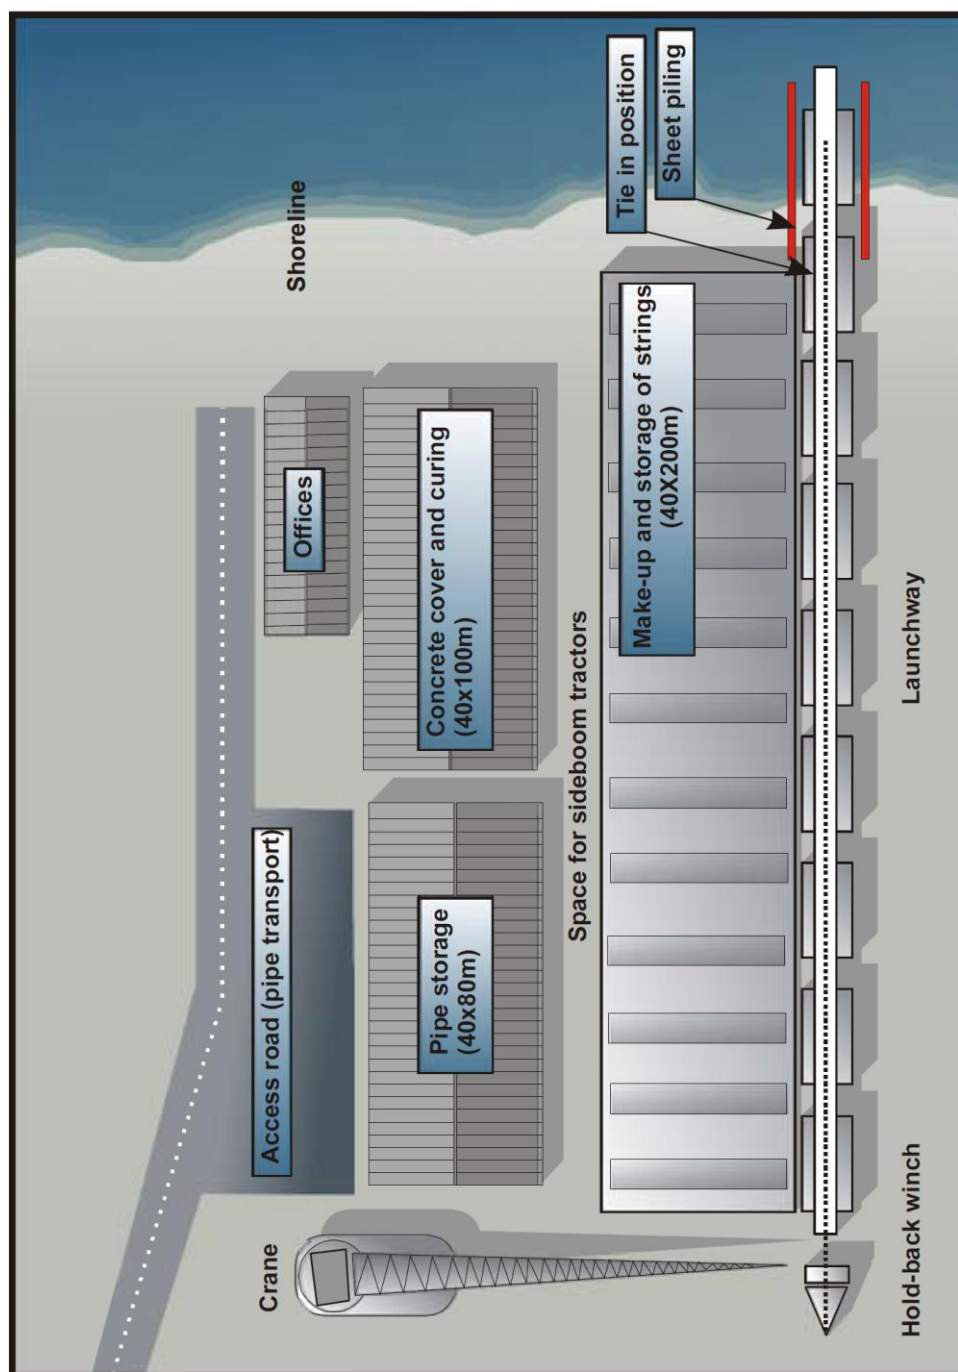 Tie in position
Sheet piling
Shoreline
Offices
Concrete cover and curing
(40x100m)
Make-up and storage of strings
(40X200m)
Launchway
Space for sideboom tractors
Access road (pipe transport)
Pipe storage
(40x80m)
Crane
Hold-back winch